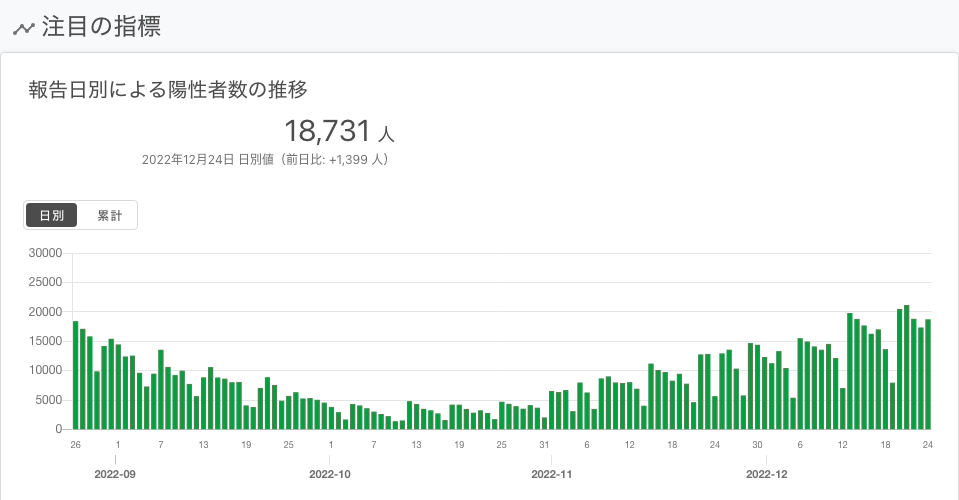 注目の指標
報告日別による陽性者数の推移
18,731 人
2022年12月24日 日別値（前日比: +1,399 人）
日別 累計
30000
25000
20000
15000
10000
5000
0
26 1 7 13 19 25 1 7 13 19 25 31 6 12 18 24 30 6 12 18 24
2022-09 2022-10 2022-11 2022-12